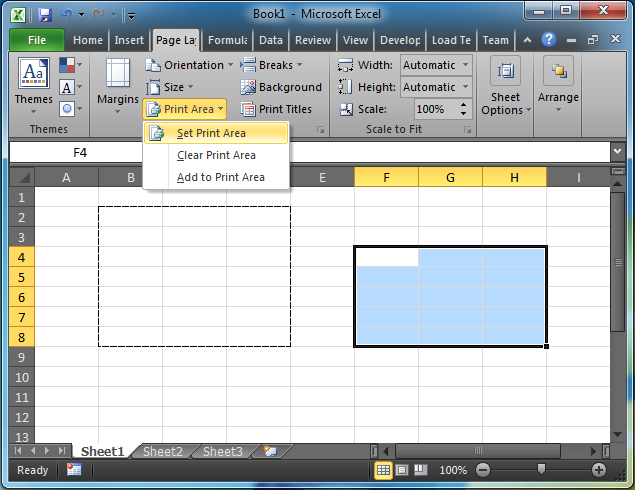 Book1 - Microsoft Excel
File Home Insert Page La Formula Data Review View Develop Load Te Team
Themes
Margins
Orientation
Size
Print Area
Breaks
Background
Print Titles
Width: Automatic
Height: Automatic
Scale: 100%
Sheet
Options
Arrange
Themes
Scale to Fit
Set Print Area
Clear Print Area
Add to Print Area
F4
A B C D E F G H I
1
2
3
4
5
6
7
8
9
10
11
12
13
Sheet1 Sheet2 Sheet3
Ready 100%